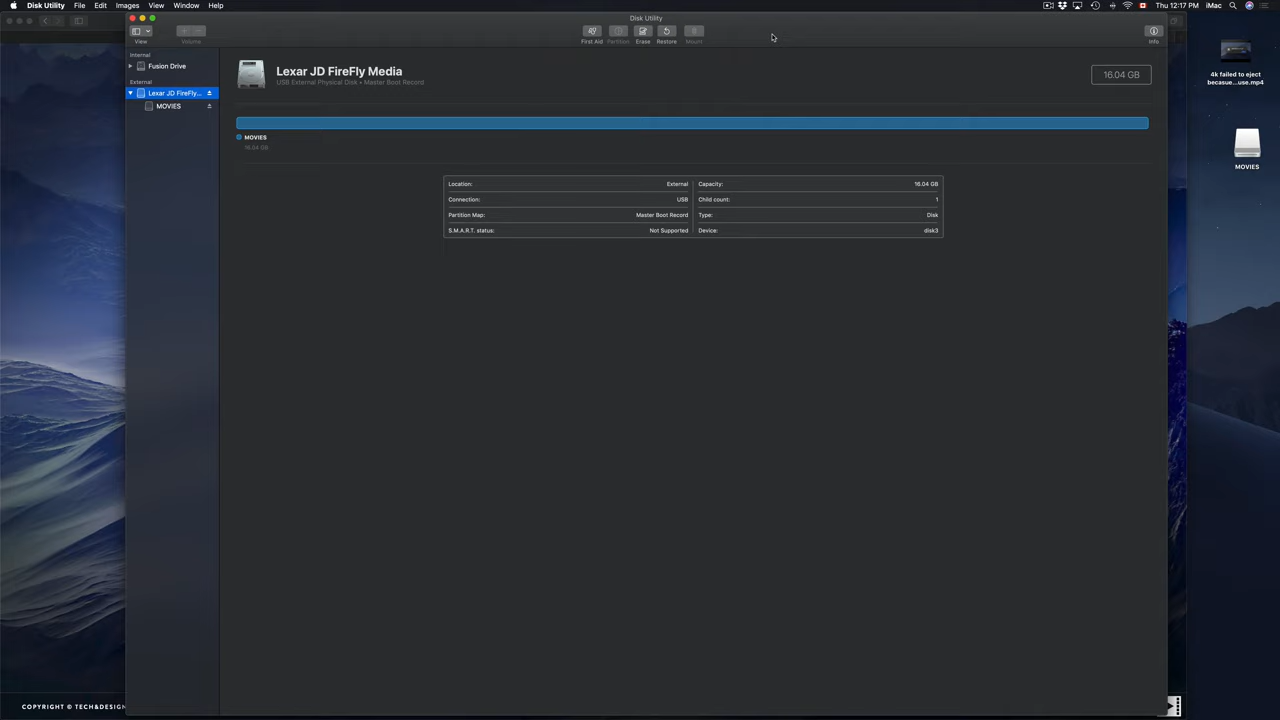 Disk Utility File Edit Images View Window Help Thu 12:17 PM iMac
Disk Utility
View Volume First Aid Partition Erase Restore Mount Info
Internal
Fusion Drive
External
Lexar JD FireFly...
MOVIES
Lexar JD FireFly Media
USB External Physical Disk • Master Boot Record
16.04 GB
MOVIES
16.04 GB
Location: External
Connection: USB
Partition Map: Master Boot Record
S.M.A.R.T. status: Not Supported
Capacity: 16.04 GB
Child count: 1
Type: Disk
Device: disk3
4k failed to eject
becasue...use.mp4
MOVIES
COPYRIGHT © TECH&DESIGN